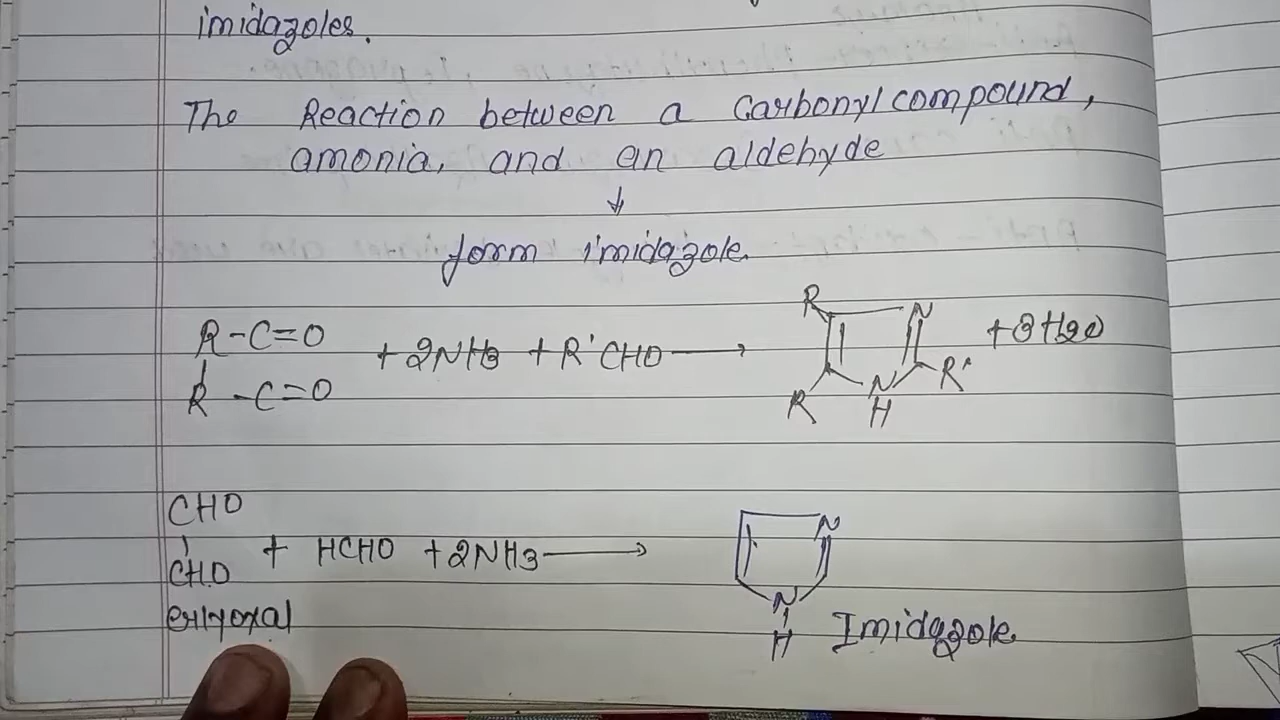 imidazoles.
The Reaction between a Carbonyl compound,
amonia, and an aldehyde
↓
form imidazole.
R-C=O
R-C=O
+2NH3 + R'CHO →
R
N
R
N
H
R'
+3H2O
CHO
CHO
+ HCHO +2NH3 →
N
N
H
Glyoxal
Imidazole